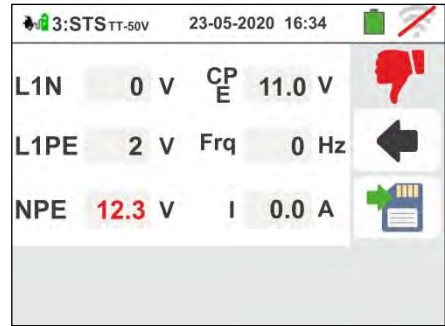 3:STS TT-50V 23-05-2020 16:34
L1N 0 V CPE 11.0 V
L1PE 2 V Frq 0 Hz
NPE 12.3 V I 0.0 A